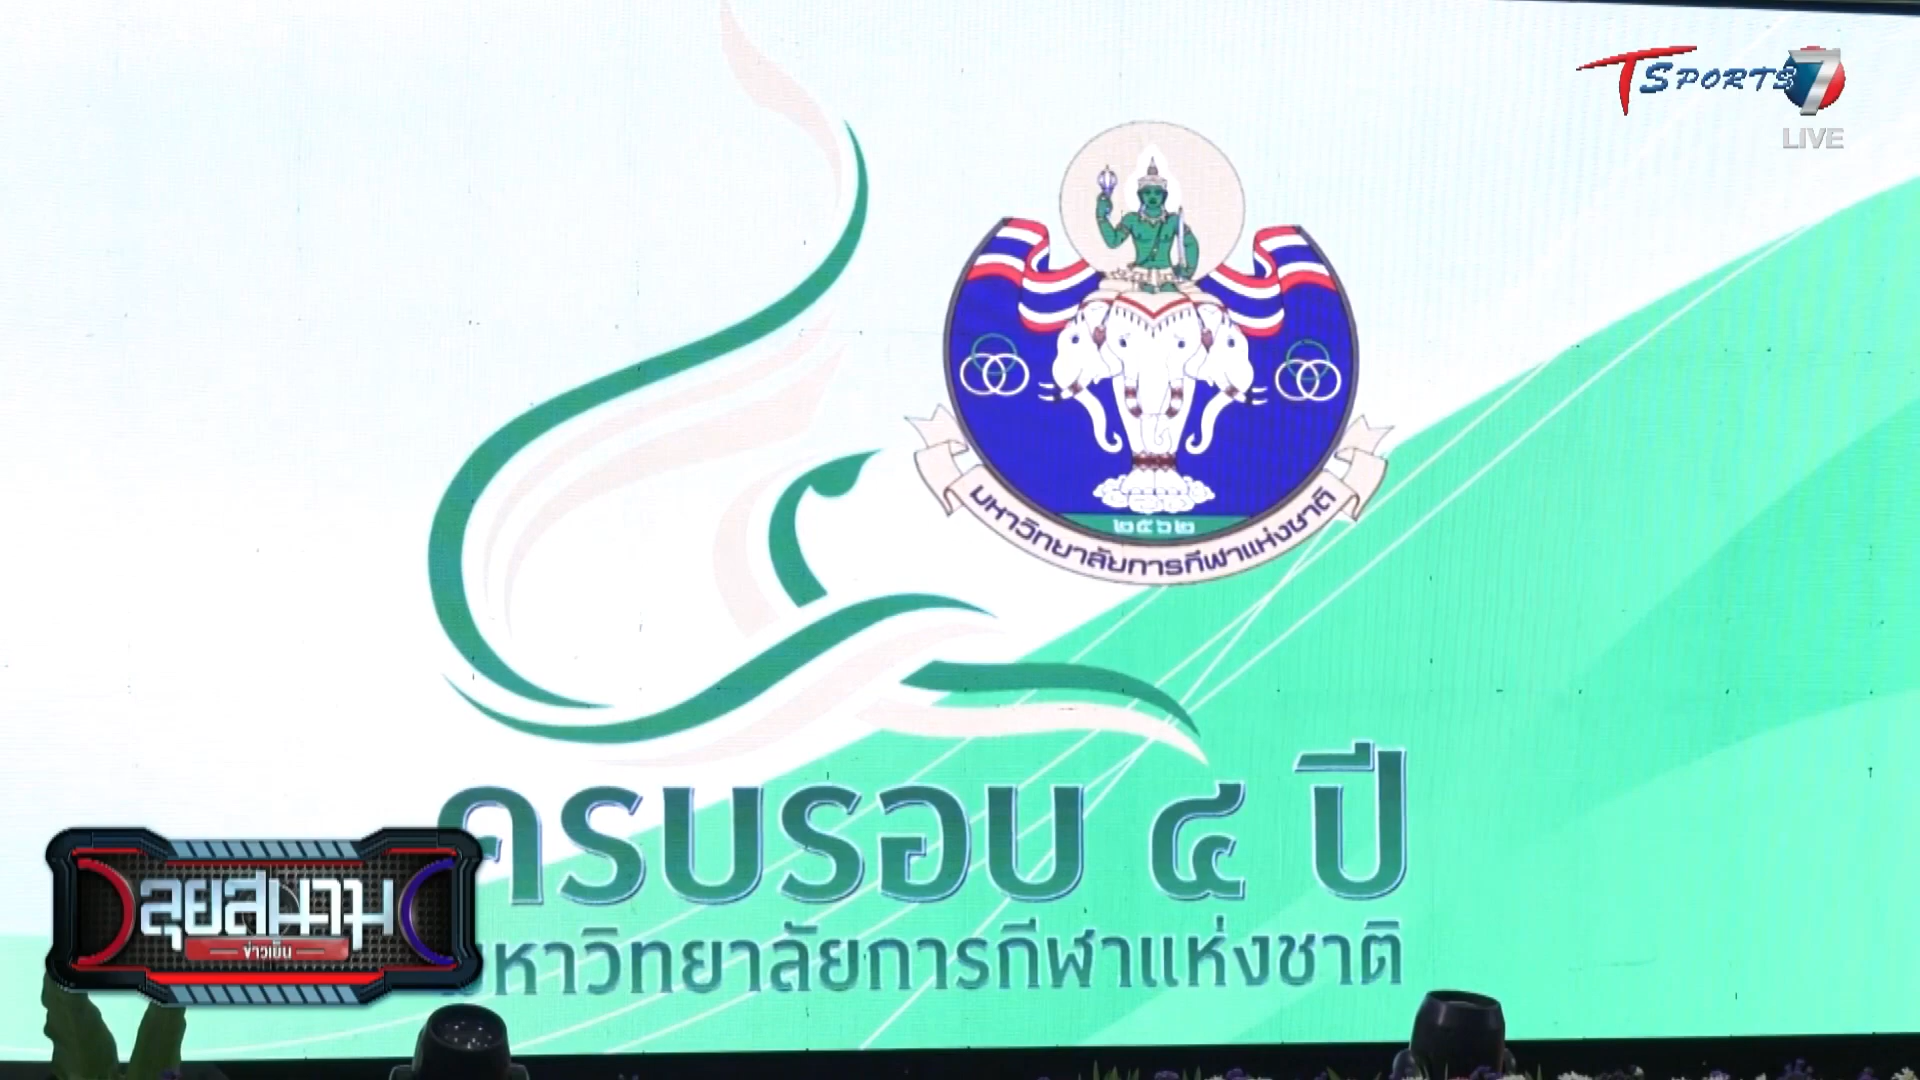 TSPORTS 7
LIVE
๒๕๖๒
มหาวิทยาลัยการกีฬาแห่งชาติ
ครบรอบ ๔ ปี
มหาวิทยาลัยการกีฬาแห่งชาติ
ลุยสนาม
ข่าวเย็น